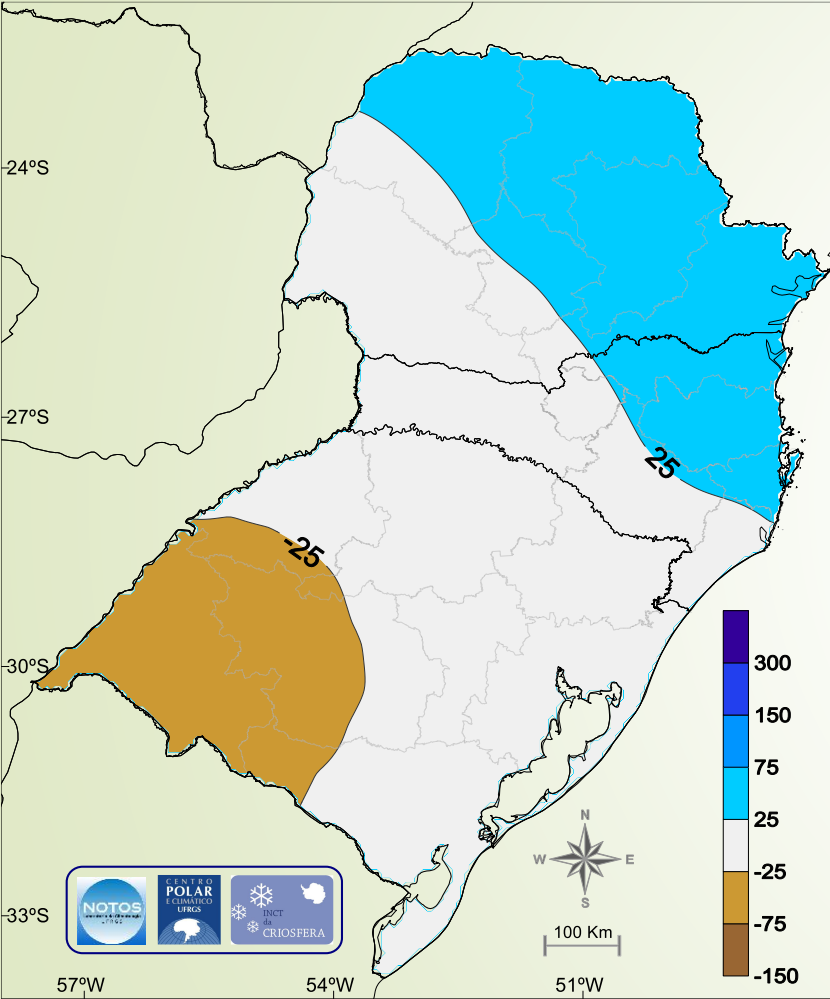 24ºS
27ºS
25
-25
30ºS
300
150
75
25
-25
-75
-150
N
W E
S
100 Km
33ºS
NOTOS
UFRGS
CENTRO
POLAR
E CLIMÁTICO
UFRGS
INCT
da
CRIOSFERA
57ºW 54ºW 51ºW